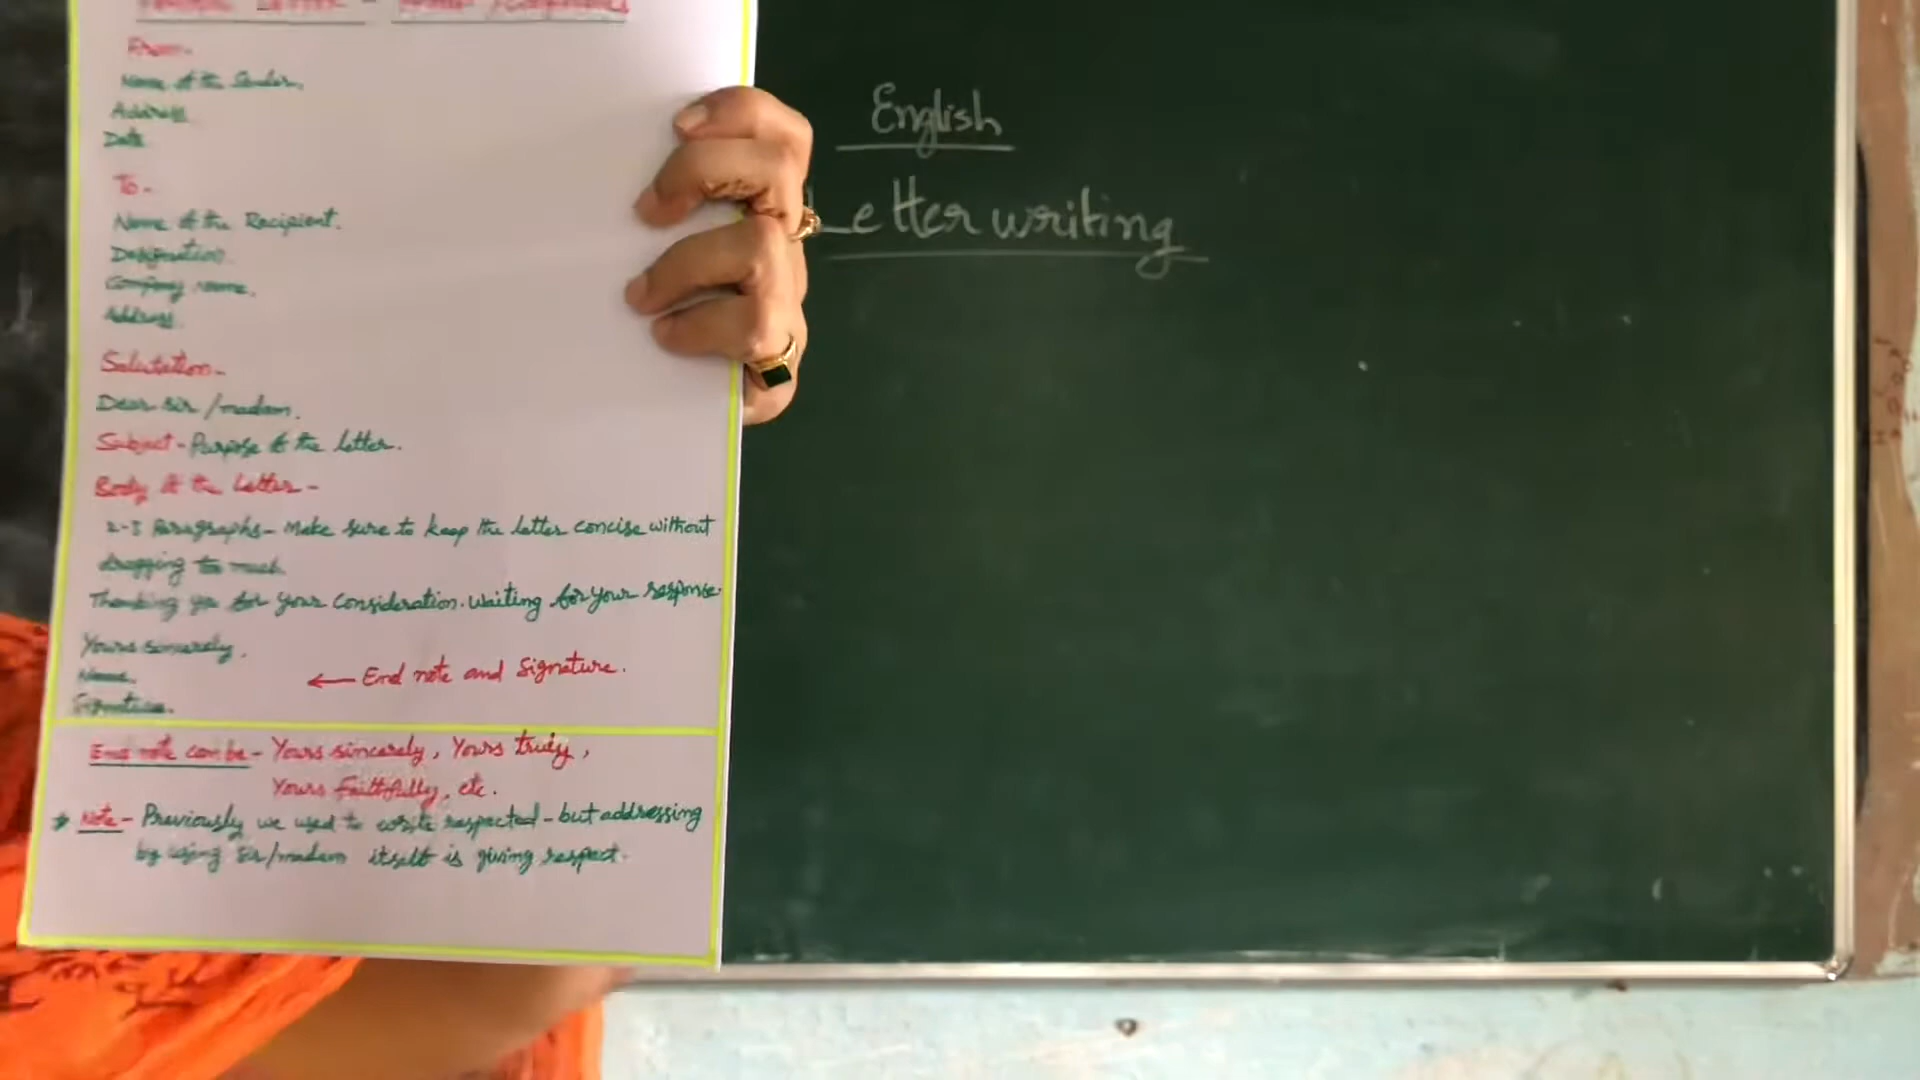 Formal Letter - Format /Components
From-
Name of the Sender,
Address
Date
To-
Name of the Recipient.
Designation
Company name,
Address
Salutation-
Dear sir /madam,
Subject - Purpose of the letter.
Body of the Letter -
2-3 Paragraphs- Make sure to keep the letter concise without
dragging too much
Thanking you for your consideration. Waiting for your response.
Yours sincerely,
Name
Signature.
← End note and Signature.
End note can be - Yours sincerely, Yours truly,
Yours Faithfully, etc.
Note- Previously we used to write respected - but addressing
by using Sir/madam itself is giving respect.
English
Letter writing